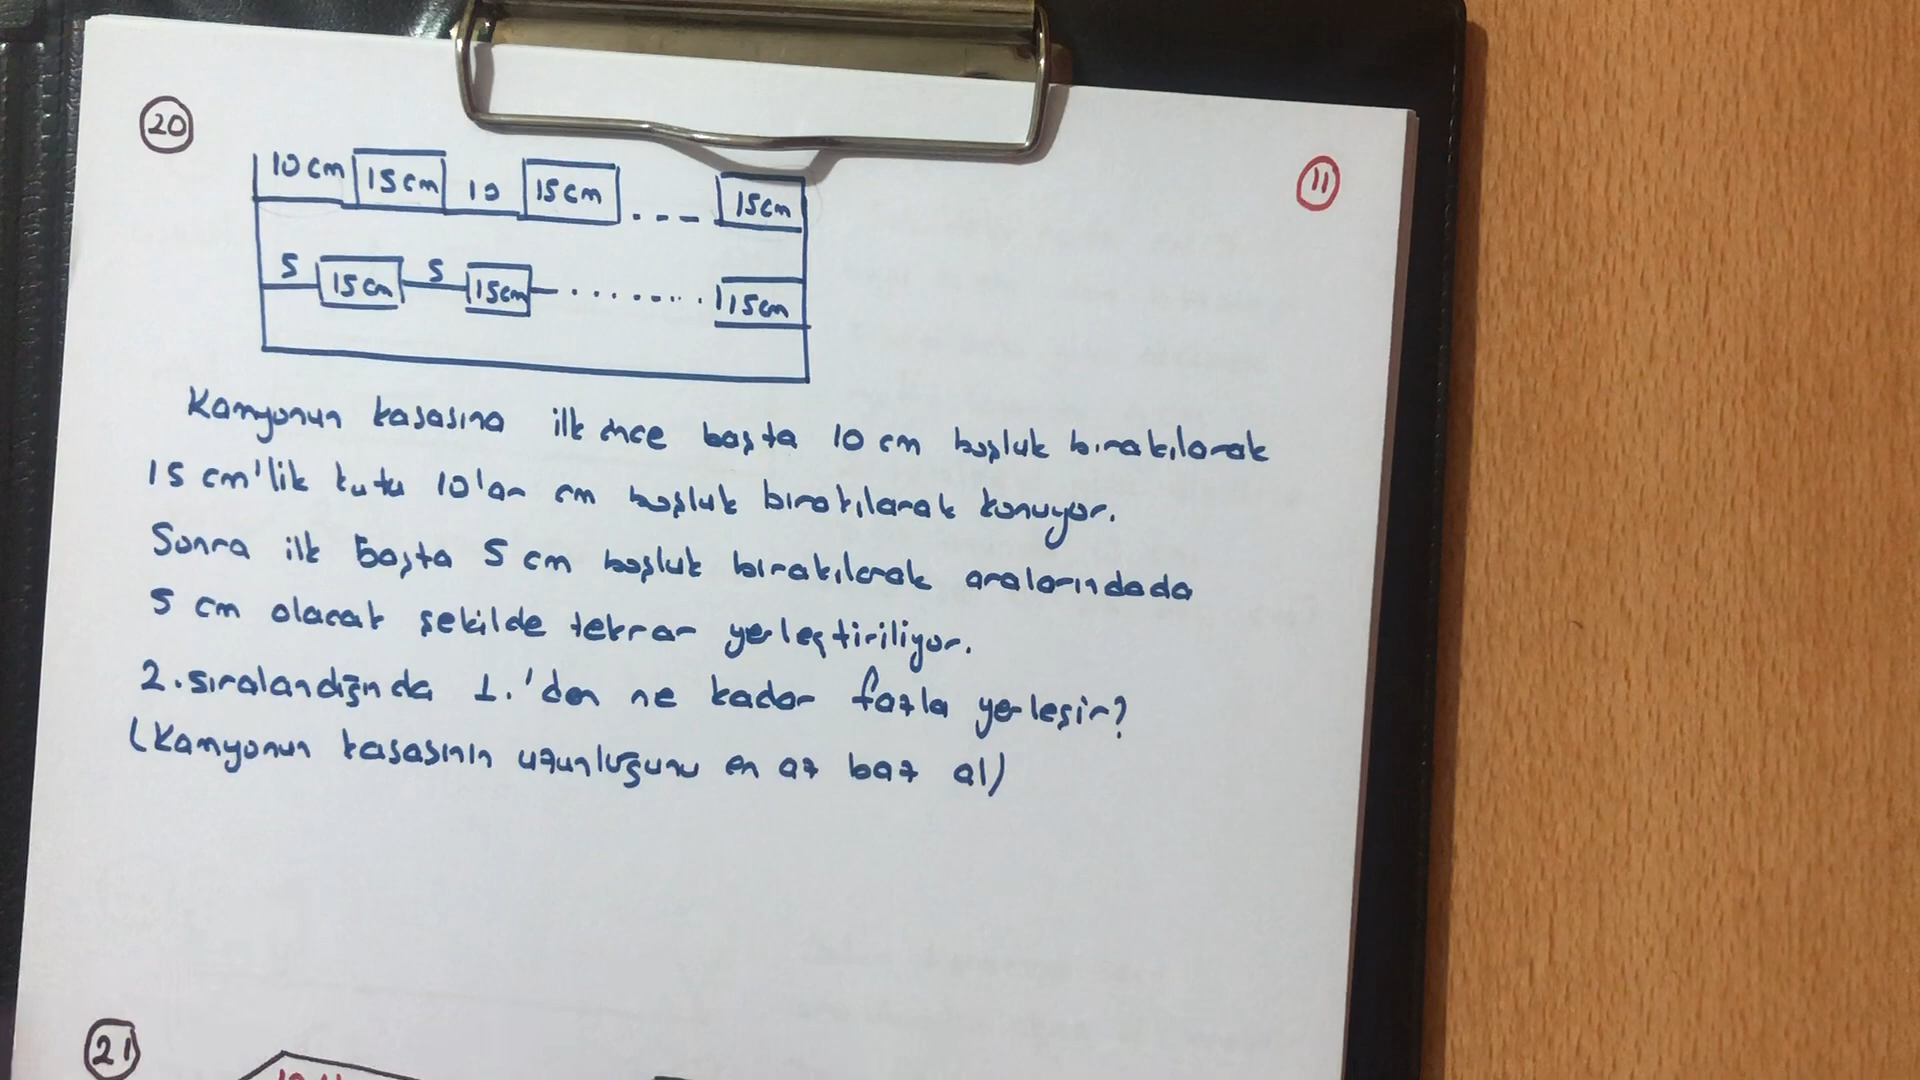 20
11
10 cm 15 cm 10 15 cm ... 15 cm
5 15 cm 5 15 cm ........ 15 cm
Kamyonun kasasına ilk önce başta 10 cm boşluk bırakılarak
15 cm'lik kutu 10'ar cm boşluk bırakılarak konuyor.
Sonra ilk başta 5 cm boşluk bırakılarak aralarındada
5 cm olacak şekilde tekrar yerleştiriliyor.
2. sıralandığında 1.'den ne kadar fazla yerleşir?
(Kamyonun kasasının uzunluğunu en az baz al)
21